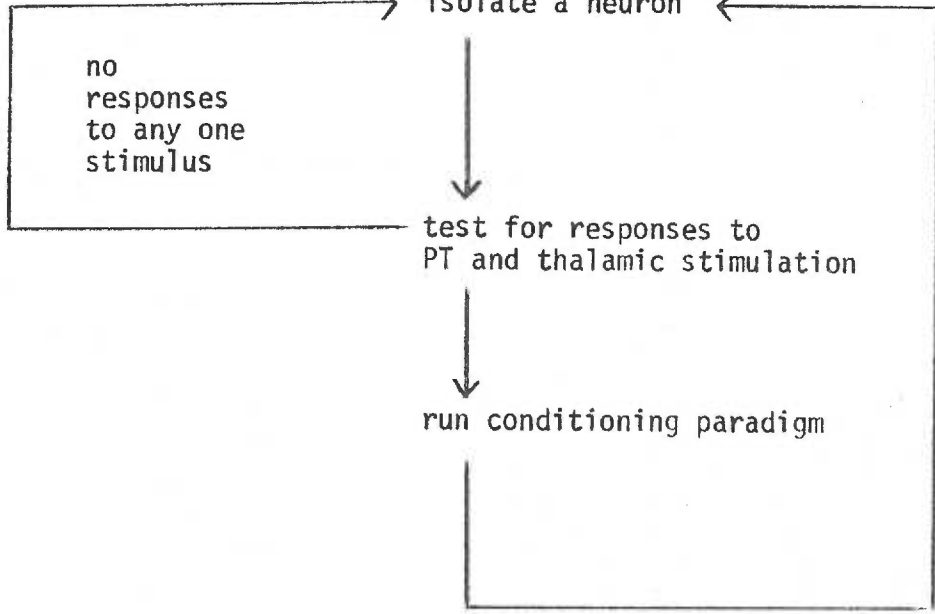 isolate a neuron
no
responses
to any one
stimulus
test for responses to
PT and thalamic stimulation
run conditioning paradigm